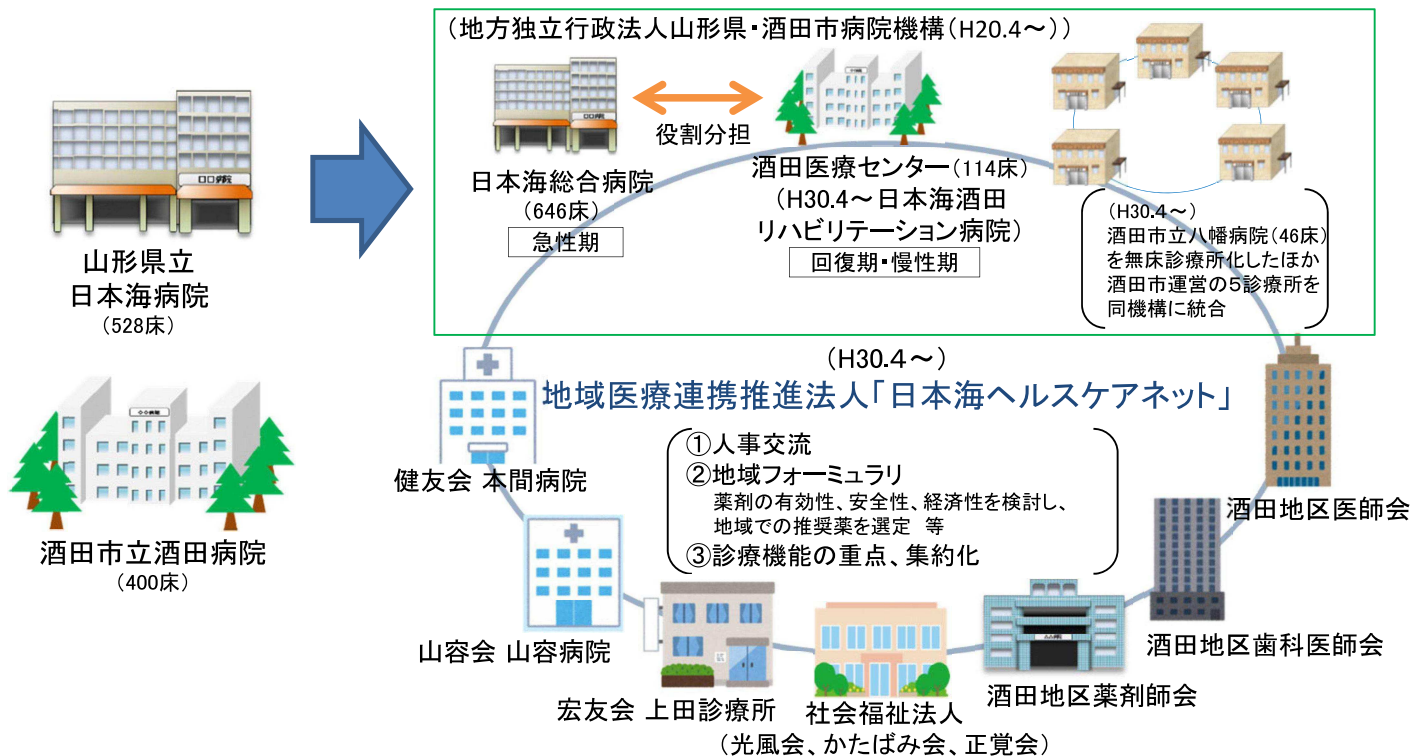 (地方独立行政法人山形県・酒田市病院機構(H20.4～))
役割分担
日本海総合病院
(646床)
急性期
酒田医療センター(114床)
(H30.4～日本海酒田
リハビリテーション病院)
回復期・慢性期
(H30.4～)
酒田市立八幡病院(46床)
を無床診療所化したほか
酒田市運営の5診療所を
同機構に統合
口口病院
山形県立
日本海病院
(528床)
酒田市立酒田病院
(400床)
(H30.4～)
地域医療連携推進法人「日本海ヘルスケアネット」
①人事交流
②地域フォーミュラリ
薬剤の有効性、安全性、経済性を検討し、
地域での推奨薬を選定 等
③診療機能の重点、集約化
健友会 本間病院
山容会 山容病院
宏友会 上田診療所
社会福祉法人
(光風会、かたばみ会、正覚会)
酒田地区薬剤師会
酒田地区歯科医師会
酒田地区医師会